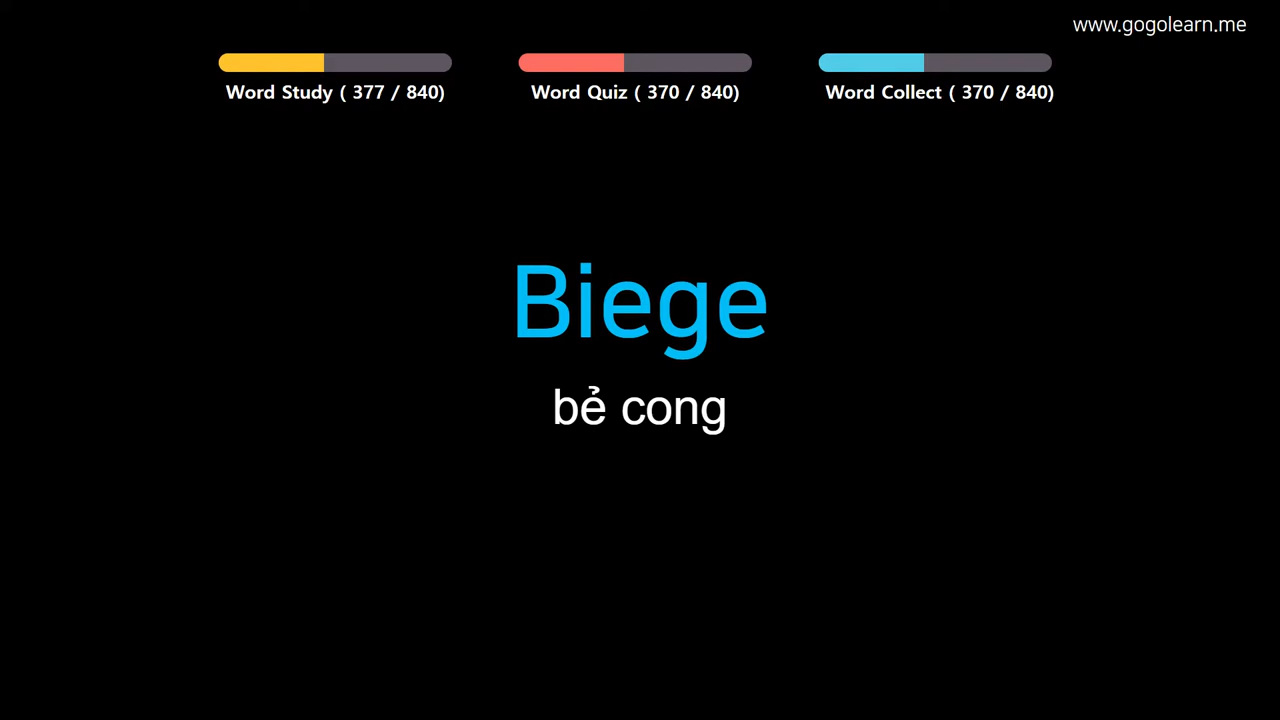 www.gogolearn.me
Word Study ( 377 / 840)
Word Quiz ( 370 / 840)
Word Collect ( 370 / 840)
Biege
bẻ cong